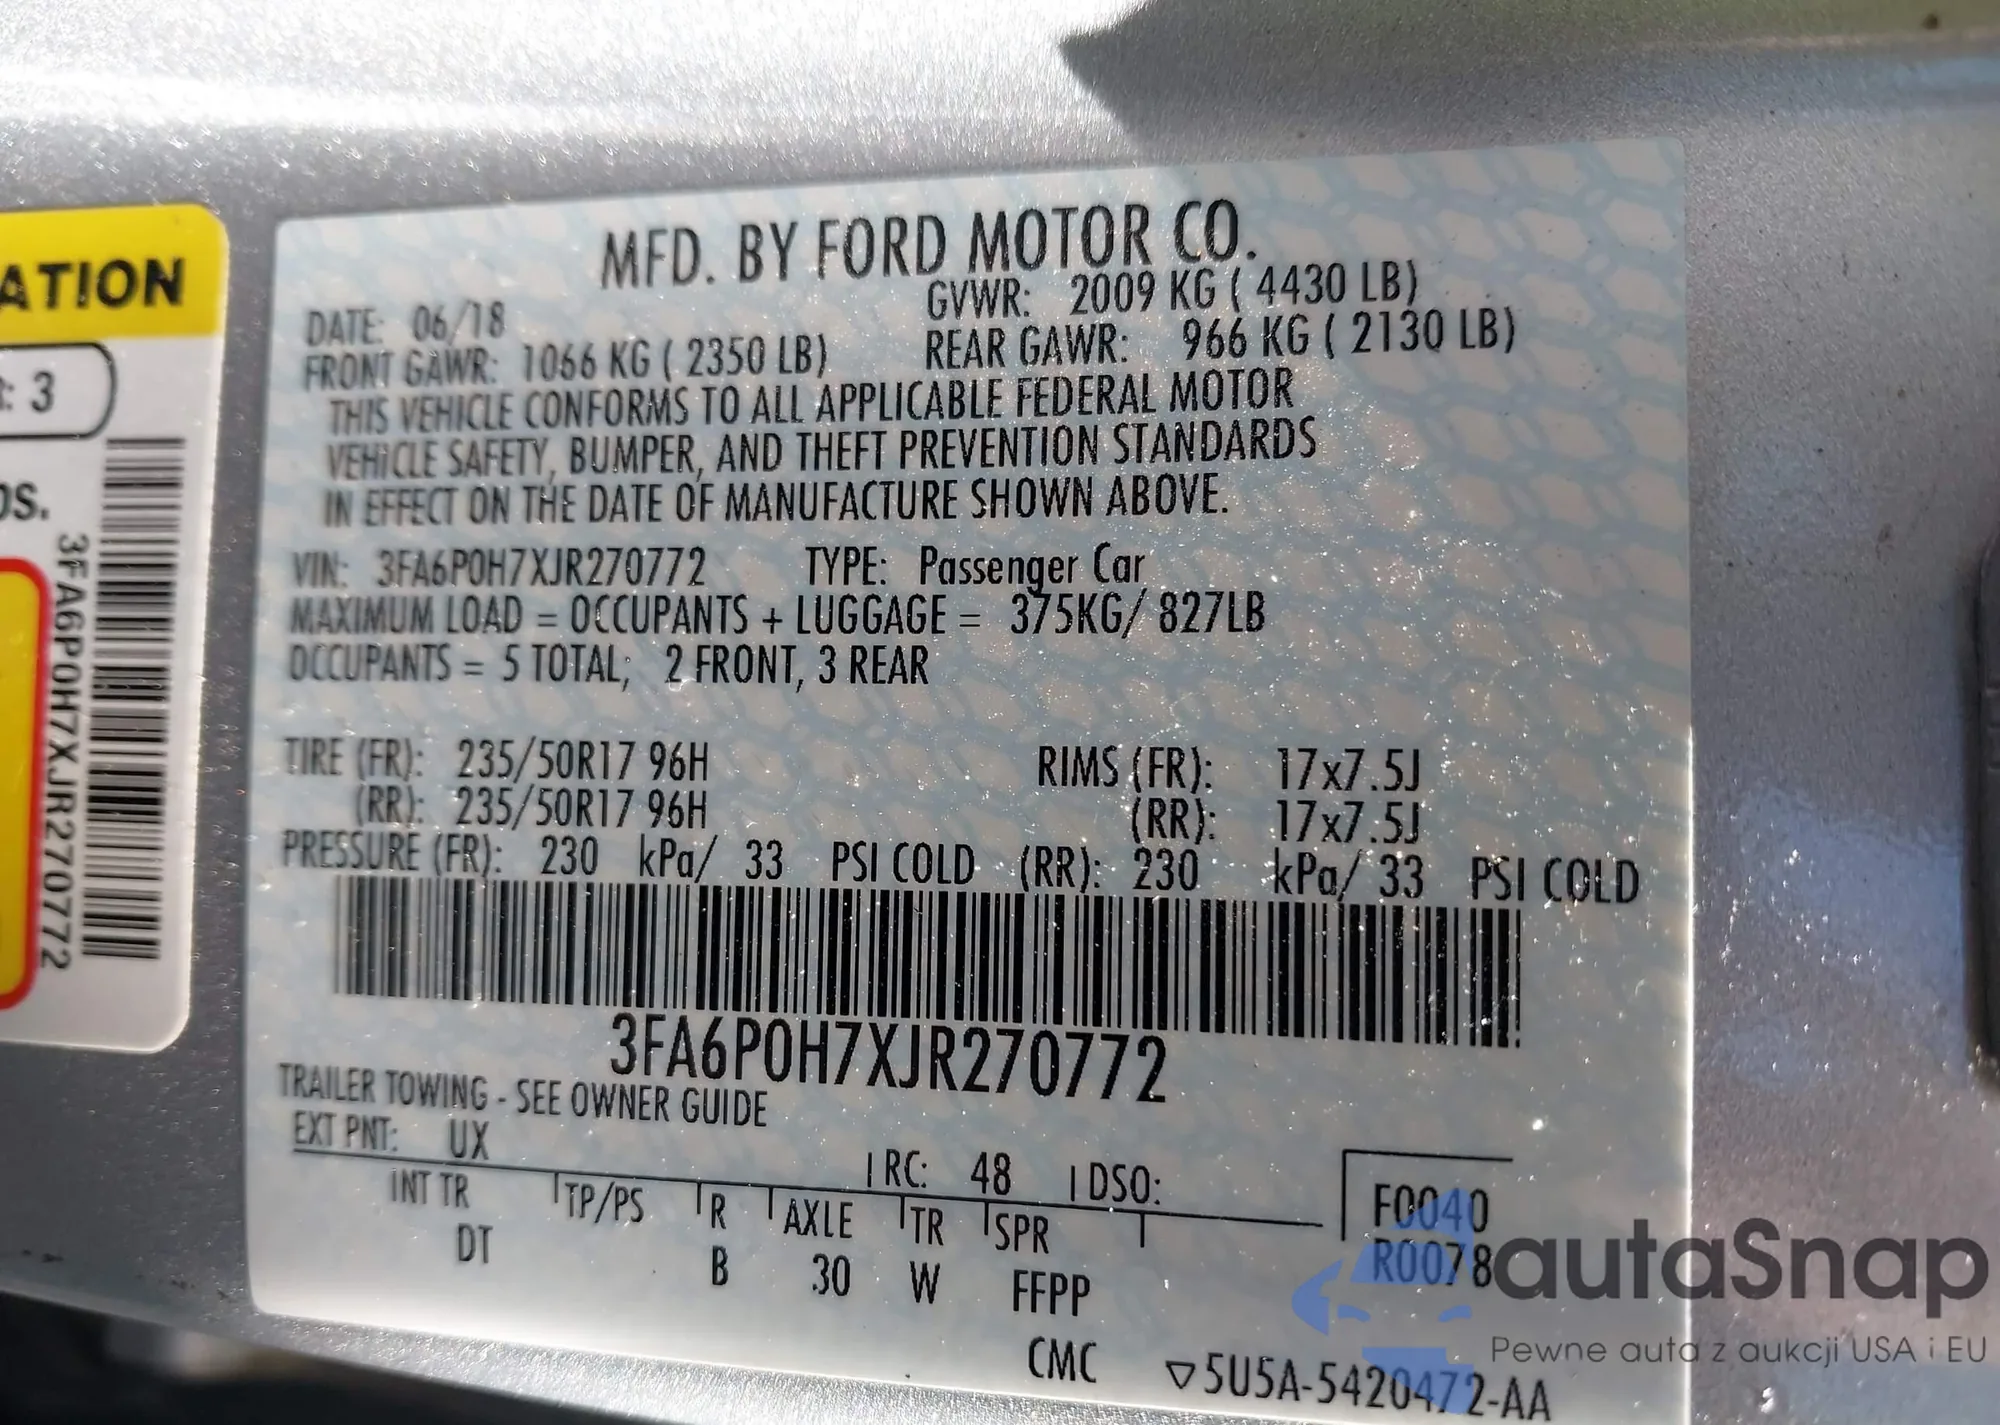 ATION
: 3
DS.
3FA6P0H7XJR270772
MFD. BY FORD MOTOR CO.
DATE: 06/18 GVWR: 2009 KG ( 4430 LB)
FRONT GAWR: 1066 KG ( 2350 LB) REAR GAWR: 966 KG ( 2130 LB)
THIS VEHICLE CONFORMS TO ALL APPLICABLE FEDERAL MOTOR
VEHICLE SAFETY, BUMPER, AND THEFT PREVENTION STANDARDS
IN EFFECT ON THE DATE OF MANUFACTURE SHOWN ABOVE.
VIN: 3FA6P0H7XJR270772 TYPE: Passenger Car
MAXIMUM LOAD = OCCUPANTS + LUGGAGE = 375KG/ 827LB
OCCUPANTS = 5 TOTAL; 2 FRONT, 3 REAR
TIRE (FR): 235/50R17 96H RIMS (FR): 17x7.5J
(RR): 235/50R17 96H (RR): 17x7.5J
PRESSURE (FR): 230 kPa/ 33 PSI COLD (RR): 230 kPa/ 33 PSI COLD
3FA6P0H7XJR270772
TRAILER TOWING - SEE OWNER GUIDE
EXT PNT: UX RC: 48 DSO:
INT TR TP/PS R AXLE TR SPR F0040
DT B 30 W FFPP R0078
CMC ▽5U5A-5420472-AA
autaSnap
Pewne auta z aukcji USA i EU